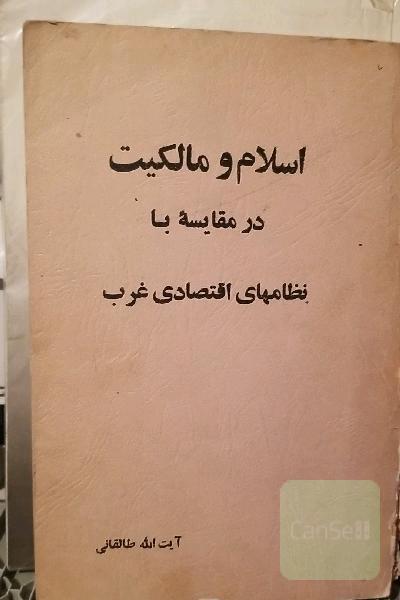 اسلام و مالکیت
در مقایسهٔ با
نظامهای اقتصادی غرب
آیت الله طالقانی
CanSell